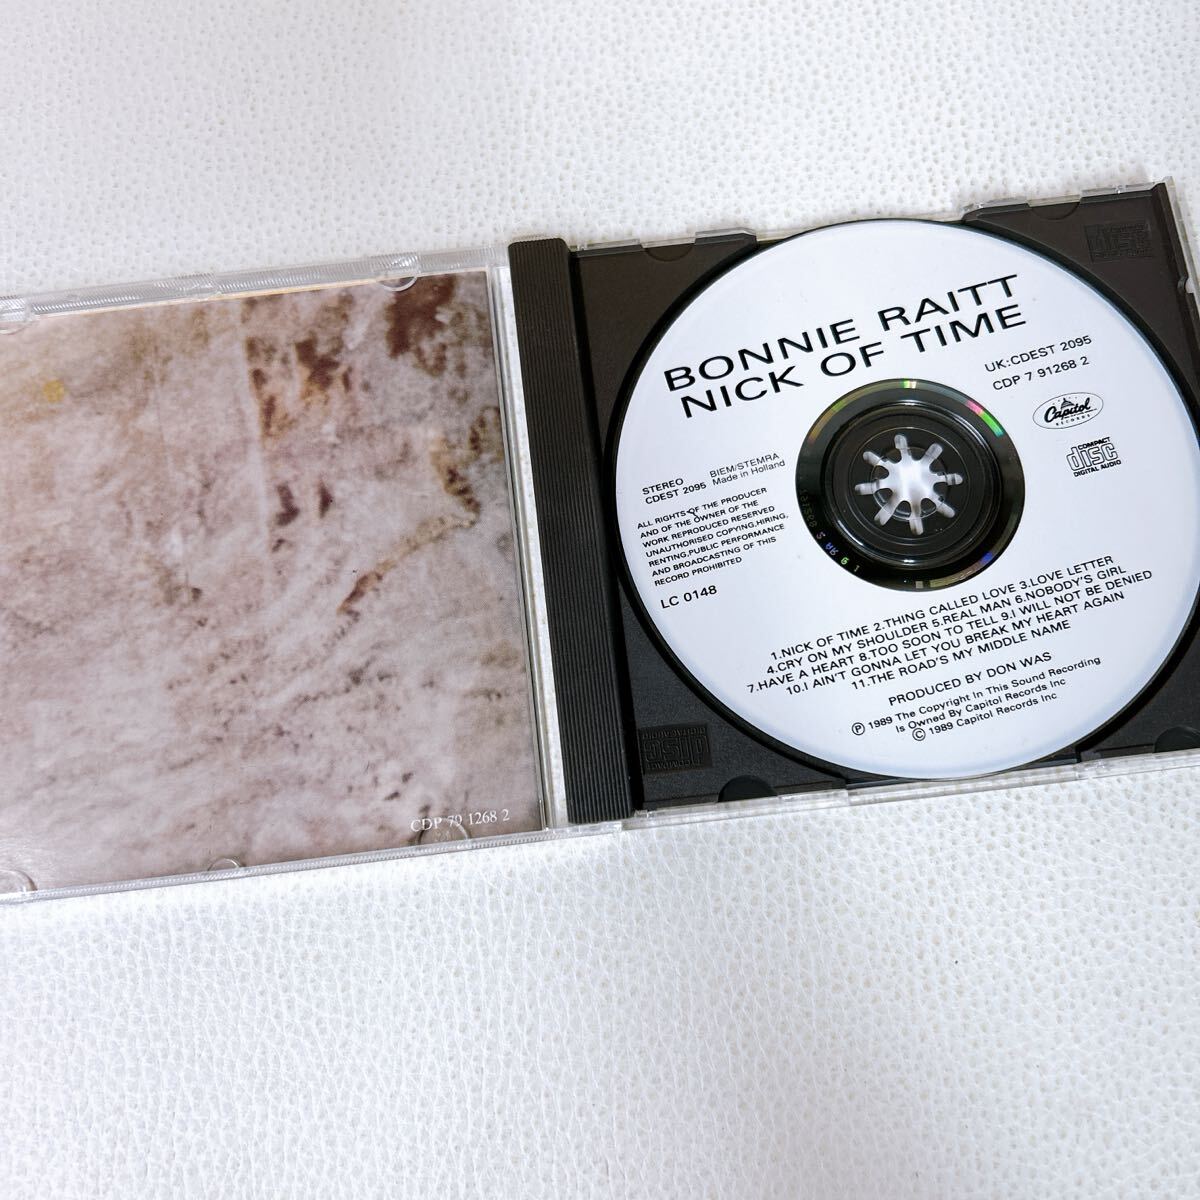 BONNIE RAITT
NICK OF TIME
UK:CDEST 2095
CDP 7 91268 2
Capitol
RECORDS
COMPACT
disc
DIGITAL AUDIO
STEREO BIEM/STEMRA
CDEST 2095 Made in Holland
ALL RIGHTS OF THE PRODUCER
AND OF THE OWNER OF THE
WORK REPRODUCED RESERVED
UNAUTHORISED COPYING,HIRING,
RENTING,PUBLIC PERFORMANCE
AND BROADCASTING OF THIS
RECORD PROHIBITED
LC 0148
1.NICK OF TIME 2.THING CALLED LOVE 3.LOVE LETTER
4.CRY ON MY SHOULDER 5.REAL MAN 6.NOBODY'S GIRL
7.HAVE A HEART 8.TOO SOON TO TELL 9.I WILL NOT BE DENIED
10.I AIN'T GONNA LET YOU BREAK MY HEART AGAIN
11.THE ROAD'S MY MIDDLE NAME
PRODUCED BY DON WAS
℗ 1989 The Copyright In This Sound Recording
Is Owned By Capitol Records Inc
© 1989 Capitol Records Inc
CDP 79 1268 2
COMPACT
disc
DIGITAL AUDIO